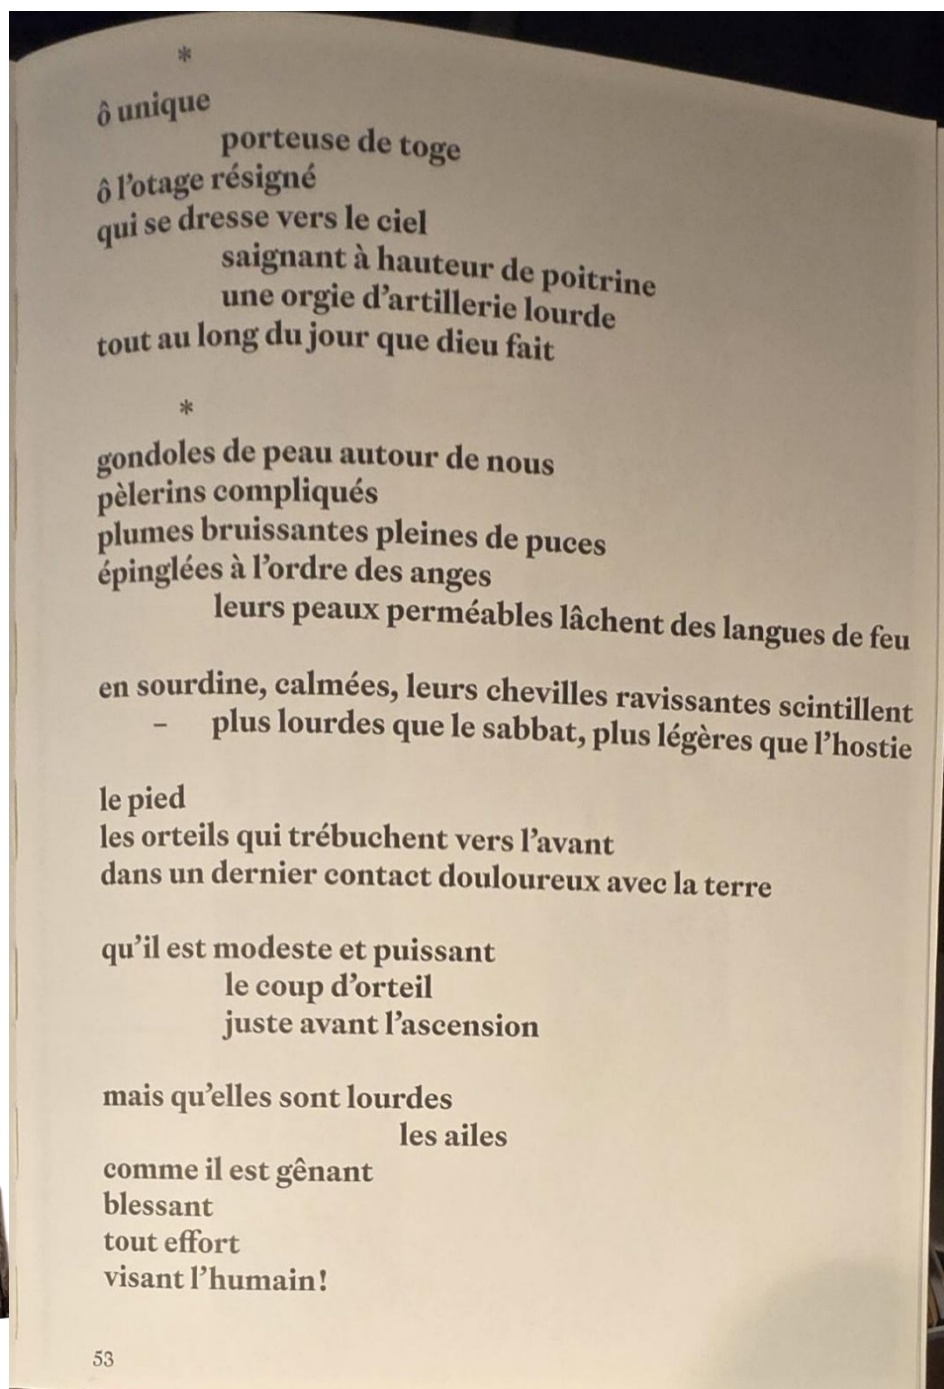 *
ô unique
porteuse de toge
ô l’otage résigné
qui se dresse vers le ciel
saignant à hauteur de poitrine
une orgie d’artillerie lourde
tout au long du jour que dieu fait
*
gondoles de peau autour de nous
pèlerins compliqués
plumes bruissantes pleines de puces
épinglées à l’ordre des anges
leurs peaux perméables lâchent des langues de feu
en sourdine, calmées, leurs chevilles ravissantes scintillent
– plus lourdes que le sabbat, plus légères que l’hostie
le pied
les orteils qui trébuchent vers l’avant
dans un dernier contact douloureux avec la terre
qu’il est modeste et puissant
le coup d’orteil
juste avant l’ascension
mais qu’elles sont lourdes
les ailes
comme il est gênant
blessant
tout effort
visant l’humain!
53